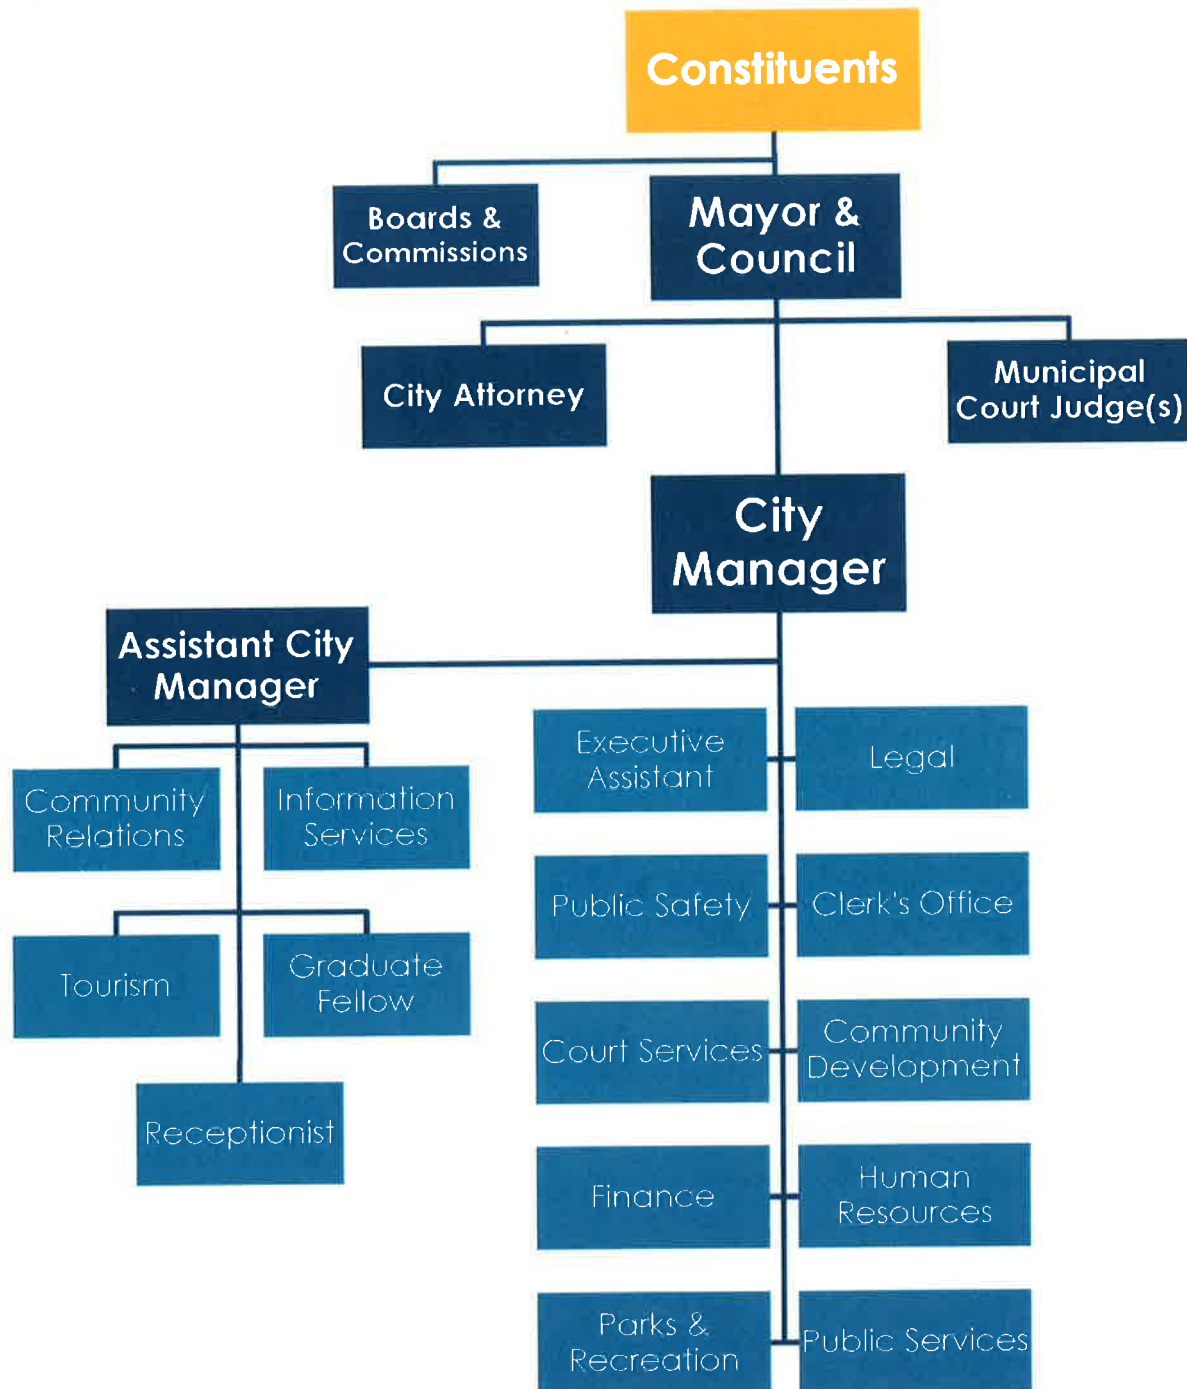 Constituents
Boards &
Commissions
Mayor &
Council
City Attorney
Municipal
Court Judge(s)
City
Manager
Assistant City
Manager
Community
Relations
Information
Services
Tourism
Graduate
Fellow
Receptionist
Executive
Assistant
Legal
Public Safety
Clerk's Office
Court Services
Community
Development
Finance
Human
Resources
Parks &
Recreation
Public Services